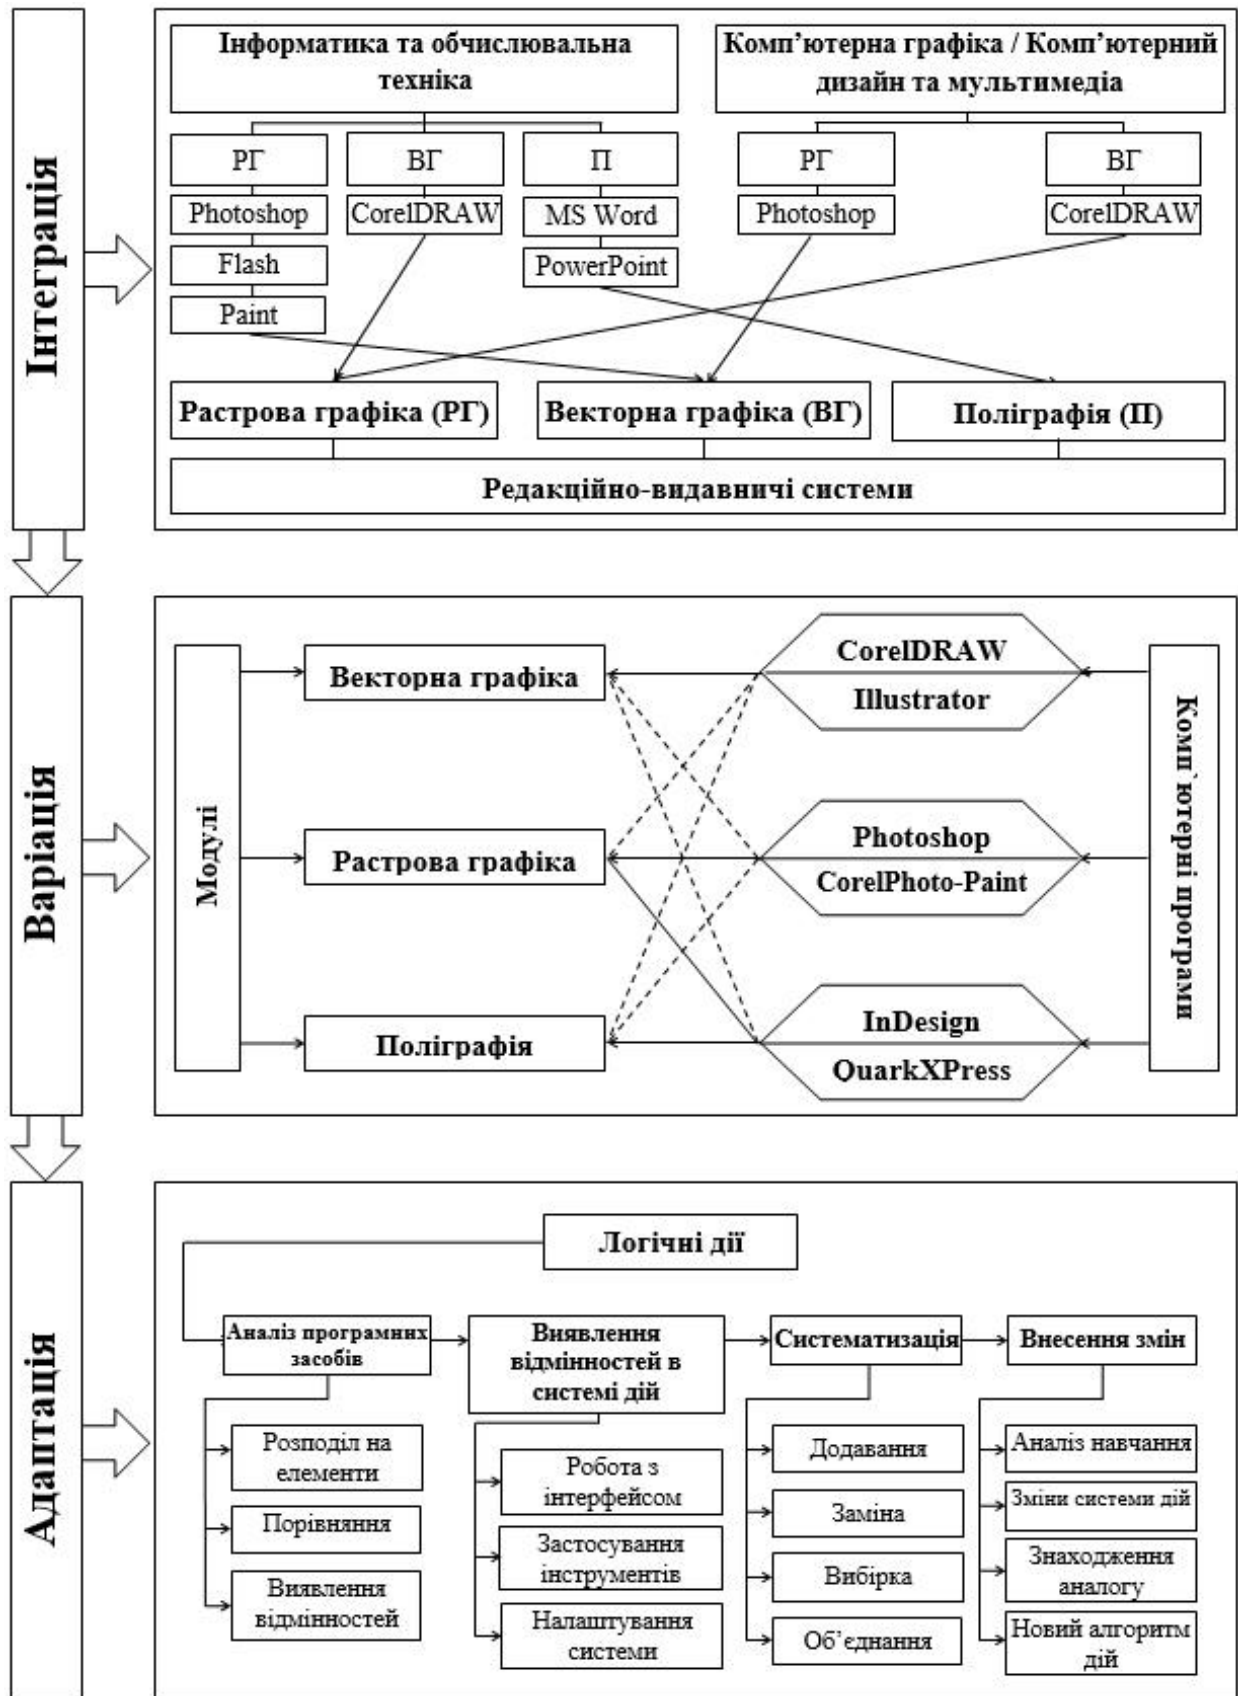 Інтеграція
Інформатика та обчислювальна
техніка
Комп’ютерна графіка / Комп’ютерний
дизайн та мультимедіа
РГ
ВГ
П
РГ
ВГ
Photoshop
CorelDRAW
MS Word
Photoshop
CorelDRAW
Flash
PowerPoint
Paint
Растрова графіка (РГ)
Векторна графіка (ВГ)
Поліграфія (П)
Редакційно-видавничі системи
Варіація
Модулі
Векторна графіка
Растрова графіка
Поліграфія
CorelDRAW
Illustrator
Photoshop
CorelPhoto-Paint
InDesign
QuarkXPress
Комп`ютерні програми
Адаптація
Логічні дії
Аналіз програмних
засобів
Виявлення
відмінностей в
системі дій
Систематизація
Внесення змін
Розподіл на
елементи
Порівняння
Виявлення
відмінностей
Робота з
інтерфейсом
Застосування
інструментів
Налаштування
системи
Додавання
Заміна
Вибірка
Об’єднання
Аналіз навчання
Зміни системи дій
Знаходження
аналогу
Новий алгоритм
дій